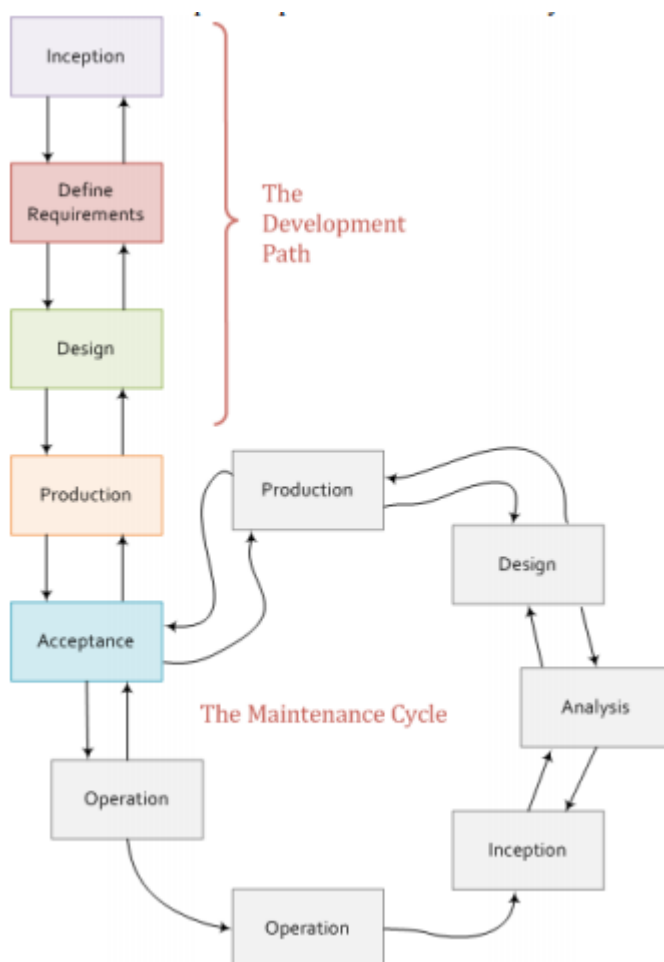 Inception
Define
Requirements
The
Development
Path
Design
Production
Production
Design
Acceptance
Analysis
The Maintenance Cycle
Operation
Inception
Operation